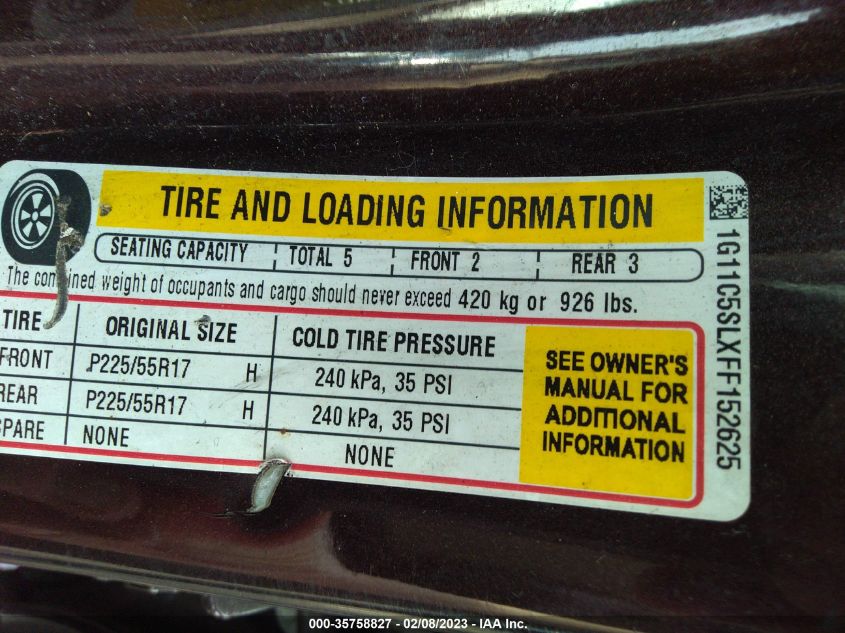 TIRE AND LOADING INFORMATION
SEATING CAPACITY TOTAL 5 FRONT 2 REAR 3
The combined weight of occupants and cargo should never exceed 420 kg or 926 lbs.
TIRE ORIGINAL SIZE COLD TIRE PRESSURE
FRONT P225/55R17 H 240 kPa, 35 PSI
REAR P225/55R17 H 240 kPa, 35 PSI
SPARE NONE NONE
SEE OWNER'S
MANUAL FOR
ADDITIONAL
INFORMATION
1G11C5SLXFF152625
000-35758827 - 02/08/2023 - © IAA, Inc.